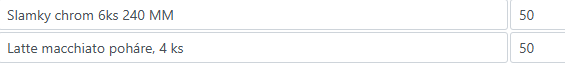 Slamky chrom 6ks 240 MM 50
Latte macchiato poháre, 4 ks 50